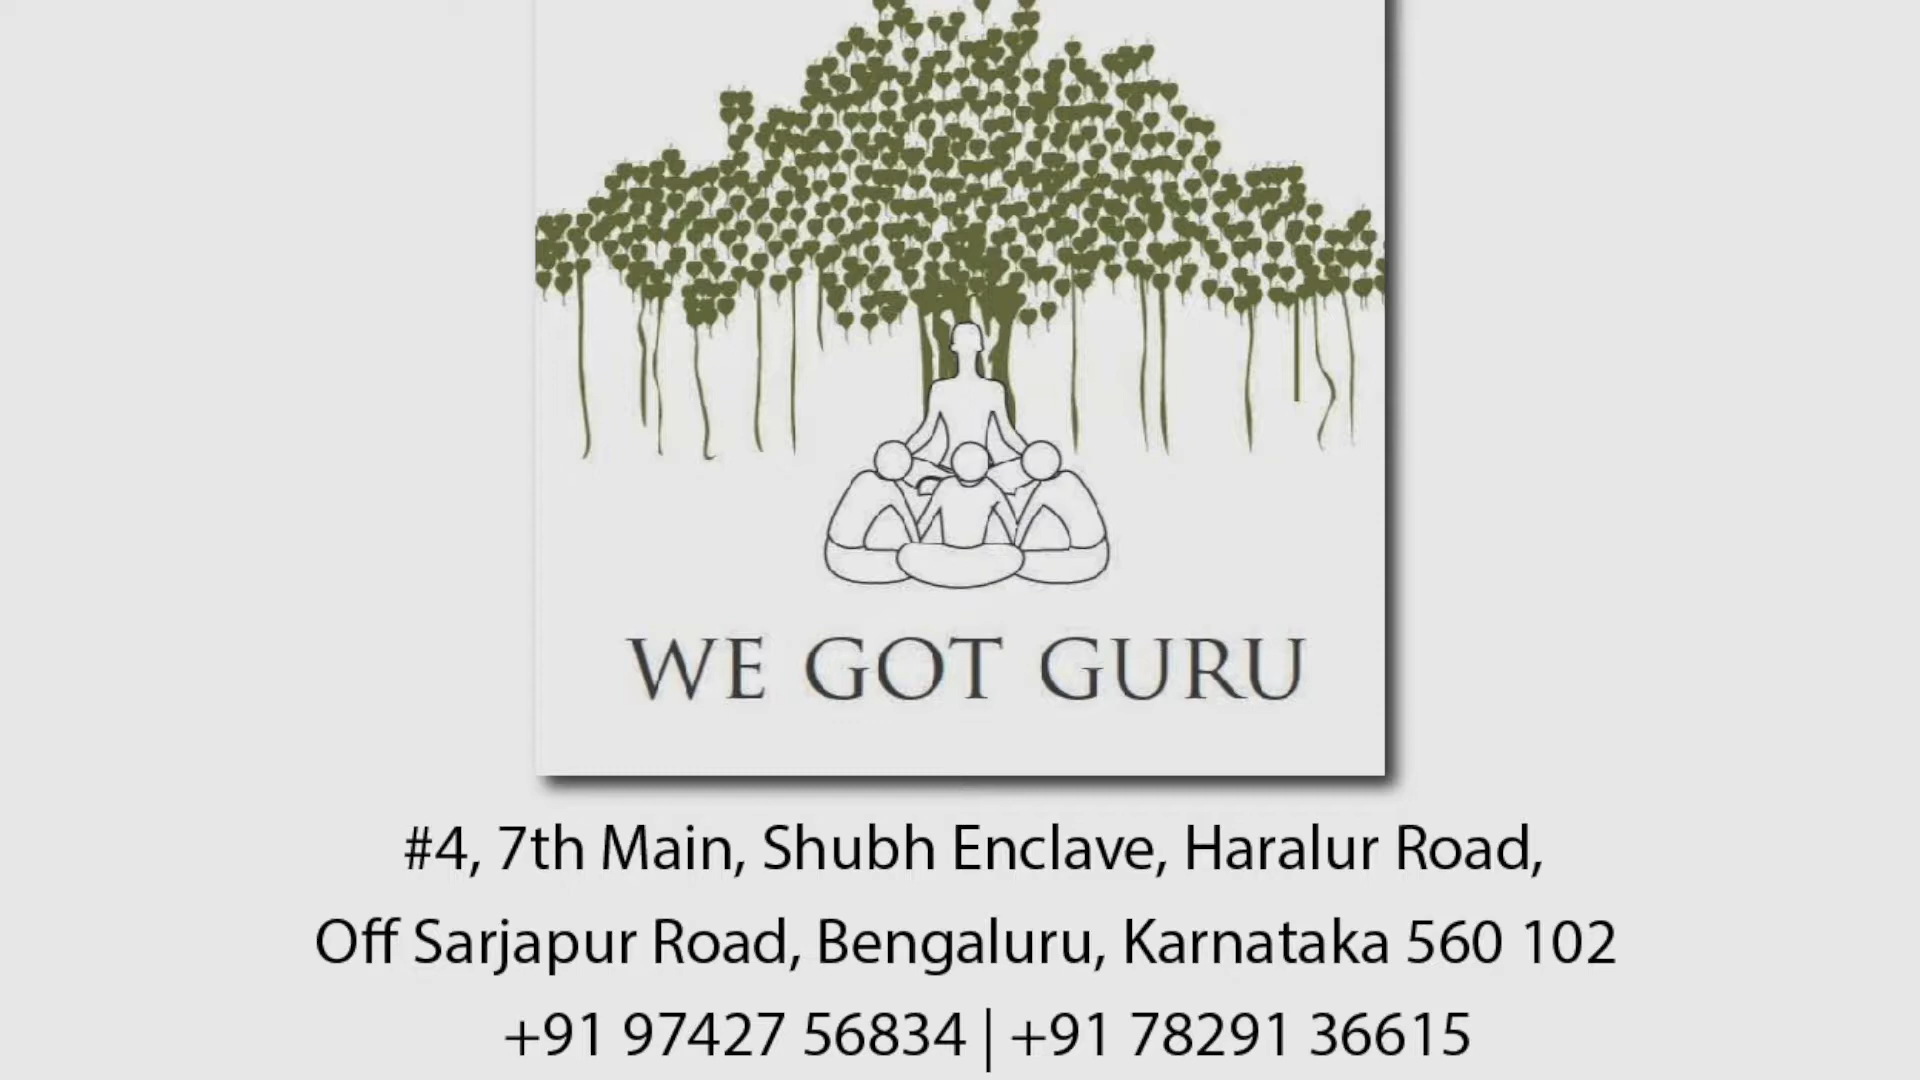 WE GOT GURU
#4, 7th Main, Shubh Enclave, Haralur Road,
Off Sarjapur Road, Bengaluru, Karnataka 560 102
+91 97427 56834 | +91 78291 36615